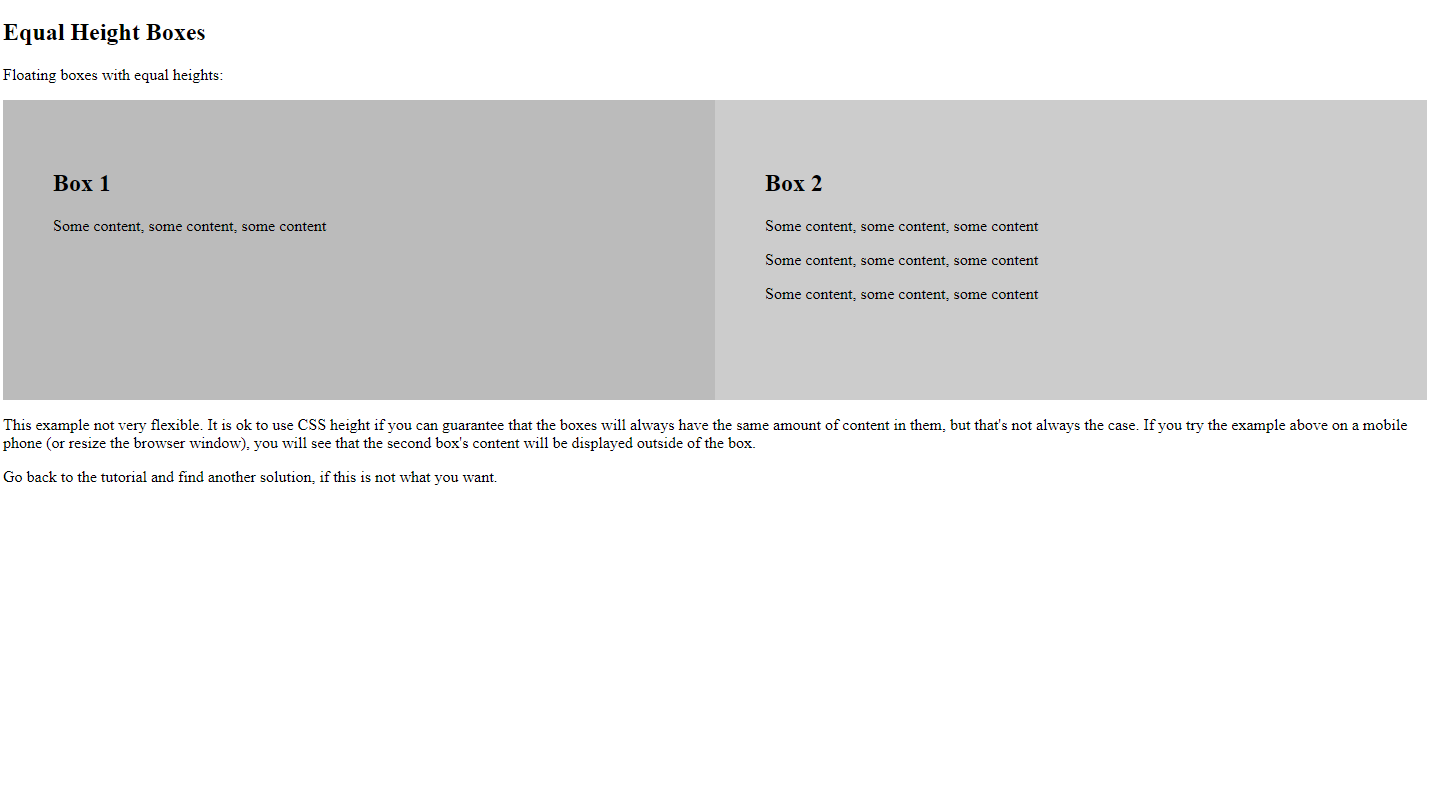 Equal Height Boxes
Floating boxes with equal heights:
Box 1
Some content, some content, some content
Box 2
Some content, some content, some content
Some content, some content, some content
Some content, some content, some content
This example not very flexible. It is ok to use CSS height if you can guarantee that the boxes will always have the same amount of content in them, but that's not always the case. If you try the example above on a mobile
phone (or resize the browser window), you will see that the second box's content will be displayed outside of the box.
Go back to the tutorial and find another solution, if this is not what you want.